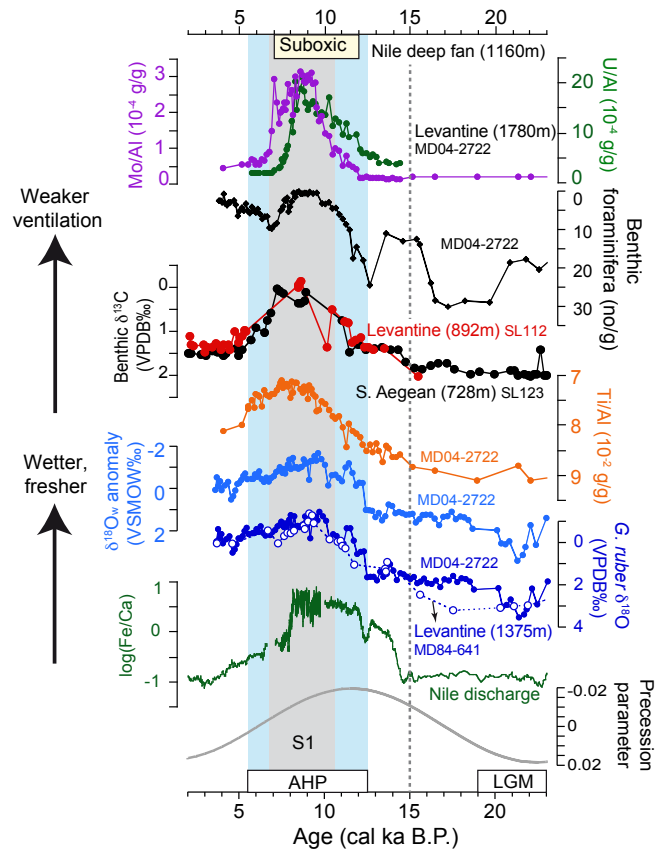 5 10 15 20
Suboxic
Nile deep fan (1160m)
Mo/Al (10⁻⁴ g/g)
3
2
1
0
U/Al (10⁻⁴ g/g)
20
10
0
Levantine (1780m)
MD04-2722
Weaker
ventilation
Benthic
foraminifera (no/g)
0
10
20
30
MD04-2722
Benthic δ¹³C
(VPDB‰)
0
1
2
Levantine (892m) SL112
S. Aegean (728m) SL123
Ti/Al (10⁻² g/g)
7
8
9
MD04-2722
Wetter,
fresher
δ¹⁸Ow anomaly
(VSMOW‰)
-2
0
2
MD04-2722
G. ruber δ¹⁸O
(VPDB‰)
0
2
4
MD04-2722
Levantine (1375m)
MD84-641
log(Fe/Ca)
1
0
-1
Nile discharge
Precession
parameter
-0.02
0
0.02
S1
AHP
LGM
5 10 15 20
Age (cal ka B.P.)